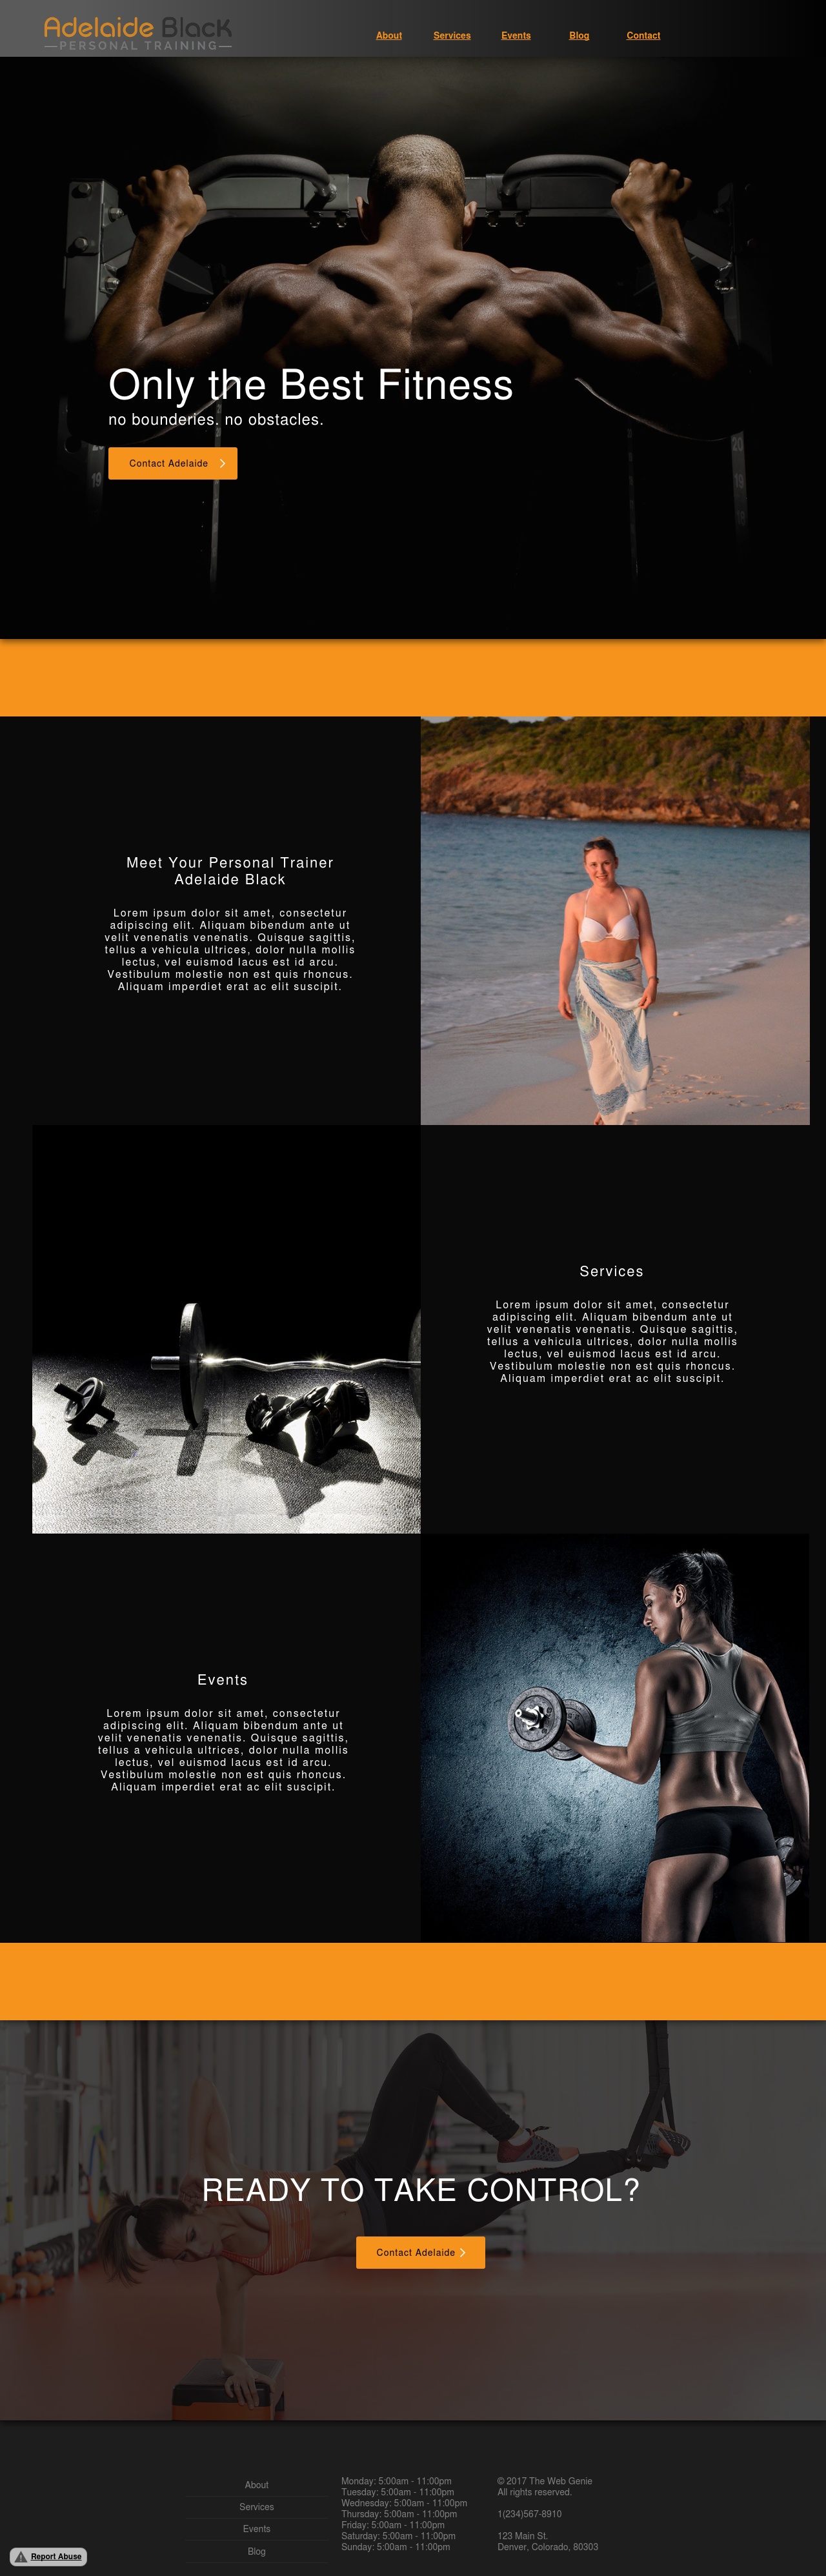 Adelaide Black
PERSONAL TRAINING
About Services Events Blog Contact
20
19
20
19
Only the Best Fitness
no bounderies. no obstacles.
Contact Adelaide
Meet Your Personal Trainer
Adelaide Black
Lorem ipsum dolor sit amet, consectetur
adipiscing elit. Aliquam bibendum ante ut
velit venenatis venenatis. Quisque sagittis,
tellus a vehicula ultrices, dolor nulla mollis
lectus, vel euismod lacus est id arcu.
Vestibulum molestie non est quis rhoncus.
Aliquam imperdiet erat ac elit suscipit.
Services
Lorem ipsum dolor sit amet, consectetur
adipiscing elit. Aliquam bibendum ante ut
velit venenatis venenatis. Quisque sagittis,
tellus a vehicula ultrices, dolor nulla mollis
lectus, vel euismod lacus est id arcu.
Vestibulum molestie non est quis rhoncus.
Aliquam imperdiet erat ac elit suscipit.
Events
Lorem ipsum dolor sit amet, consectetur
adipiscing elit. Aliquam bibendum ante ut
velit venenatis venenatis. Quisque sagittis,
tellus a vehicula ultrices, dolor nulla mollis
lectus, vel euismod lacus est id arcu.
Vestibulum molestie non est quis rhoncus.
Aliquam imperdiet erat ac elit suscipit.
READY TO TAKE CONTROL?
Contact Adelaide
About
Services
Events
Blog
Monday: 5:00am - 11:00pm
Tuesday: 5:00am - 11:00pm
Wednesday: 5:00am - 11:00pm
Thursday: 5:00am - 11:00pm
Friday: 5:00am - 11:00pm
Saturday: 5:00am - 11:00pm
Sunday: 5:00am - 11:00pm
© 2017 The Web Genie
All rights reserved.
1(234)567-8910
123 Main St.
Denver, Colorado, 80303
Report Abuse